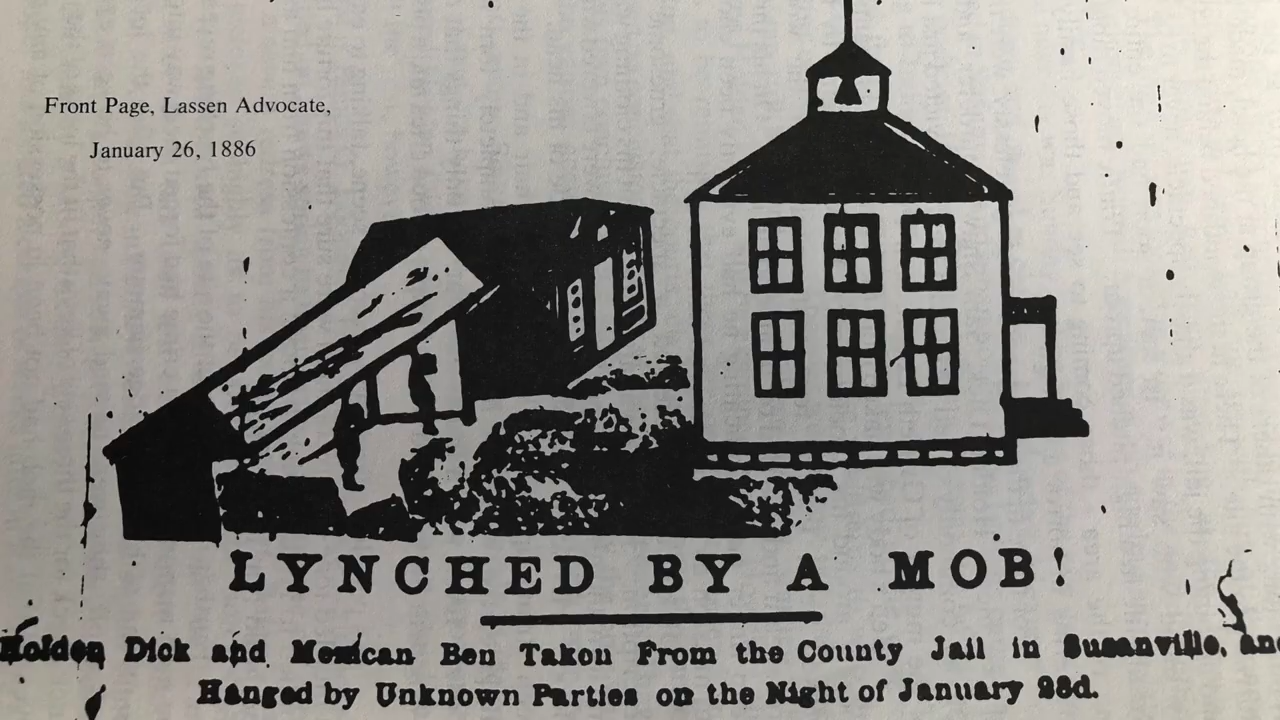 Front Page, Lassen Advocate,
January 26, 1886
LYNCHED BY A MOB!
Holden Dick and Mexican Ben Taken From the County Jail in Susanville, and
Hanged by Unknown Parties on the Night of January 23d.